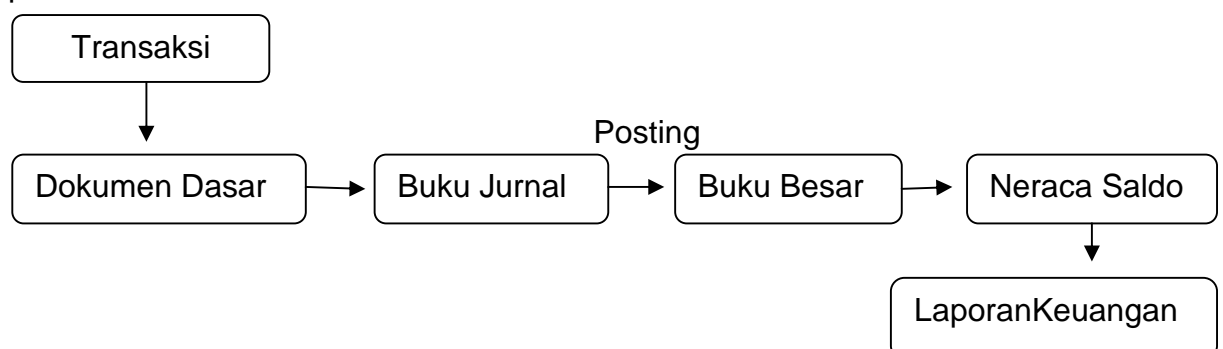 Transaksi
Posting
Dokumen Dasar
Buku Jurnal
Buku Besar
Neraca Saldo
LaporanKeuangan